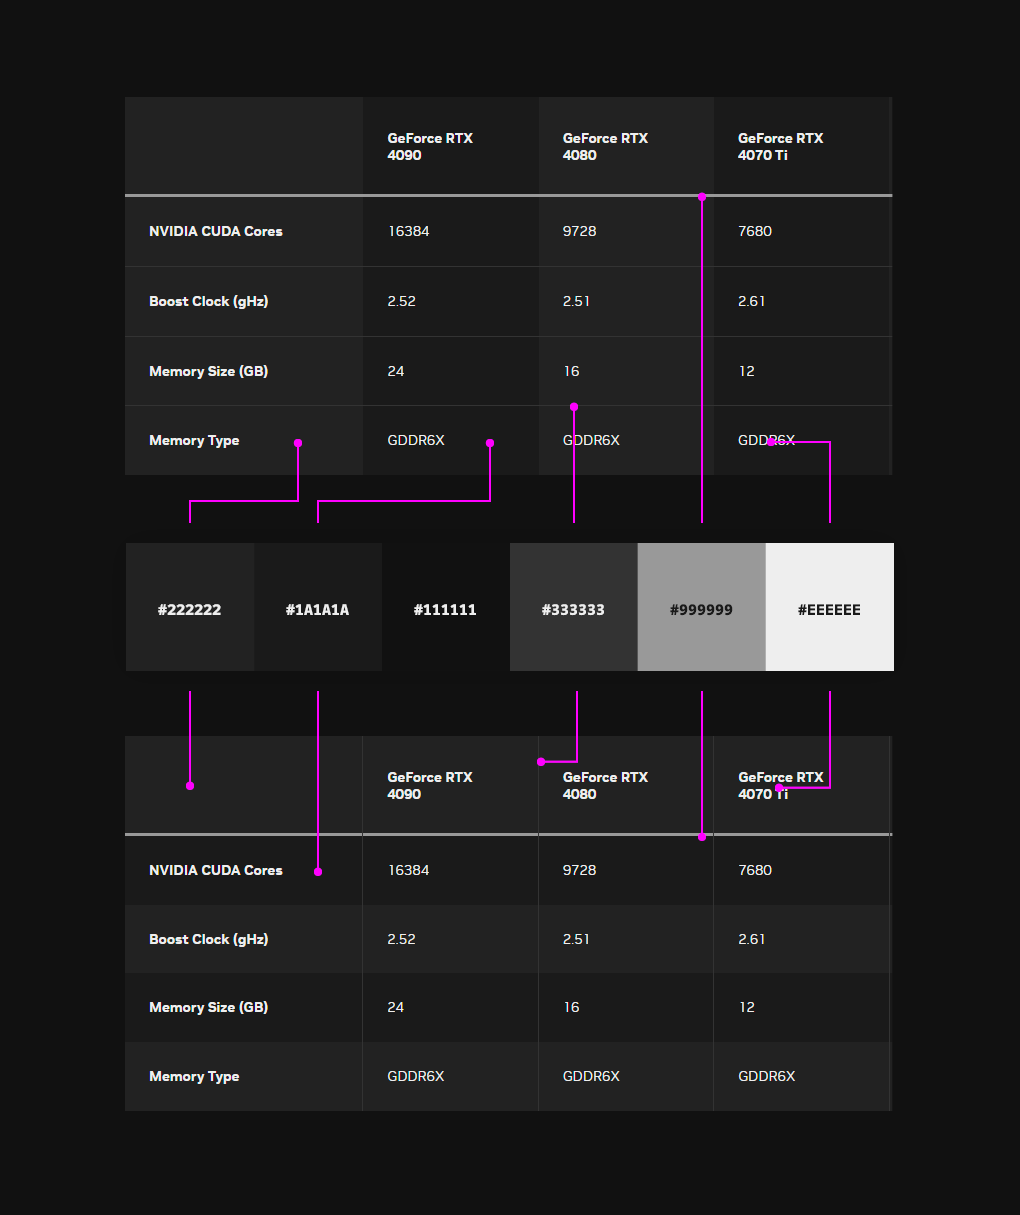 GeForce RTX GeForce RTX GeForce RTX
4090 4080 4070 Ti
NVIDIA CUDA Cores 16384 9728 7680
Boost Clock (gHz) 2.52 2.51 2.61
Memory Size (GB) 24 16 12
Memory Type GDDR6X GDDR6X GDDR6X
#222222 #1A1A1A #111111 #333333 #999999 #EEEEEE
GeForce RTX GeForce RTX GeForce RTX
4090 4080 4070 Ti
NVIDIA CUDA Cores 16384 9728 7680
Boost Clock (gHz) 2.52 2.51 2.61
Memory Size (GB) 24 16 12
Memory Type GDDR6X GDDR6X GDDR6X